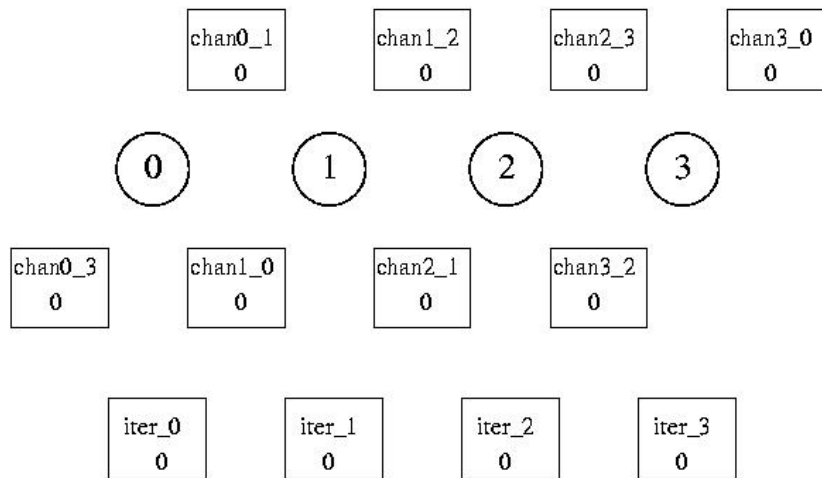 chan0_1 chan1_2 chan2_3 chan3_0
0 0 0 0
0 1 2 3
chan0_3 chan1_0 chan2_1 chan3_2
0 0 0 0
iter_0 iter_1 iter_2 iter_3
0 0 0 0